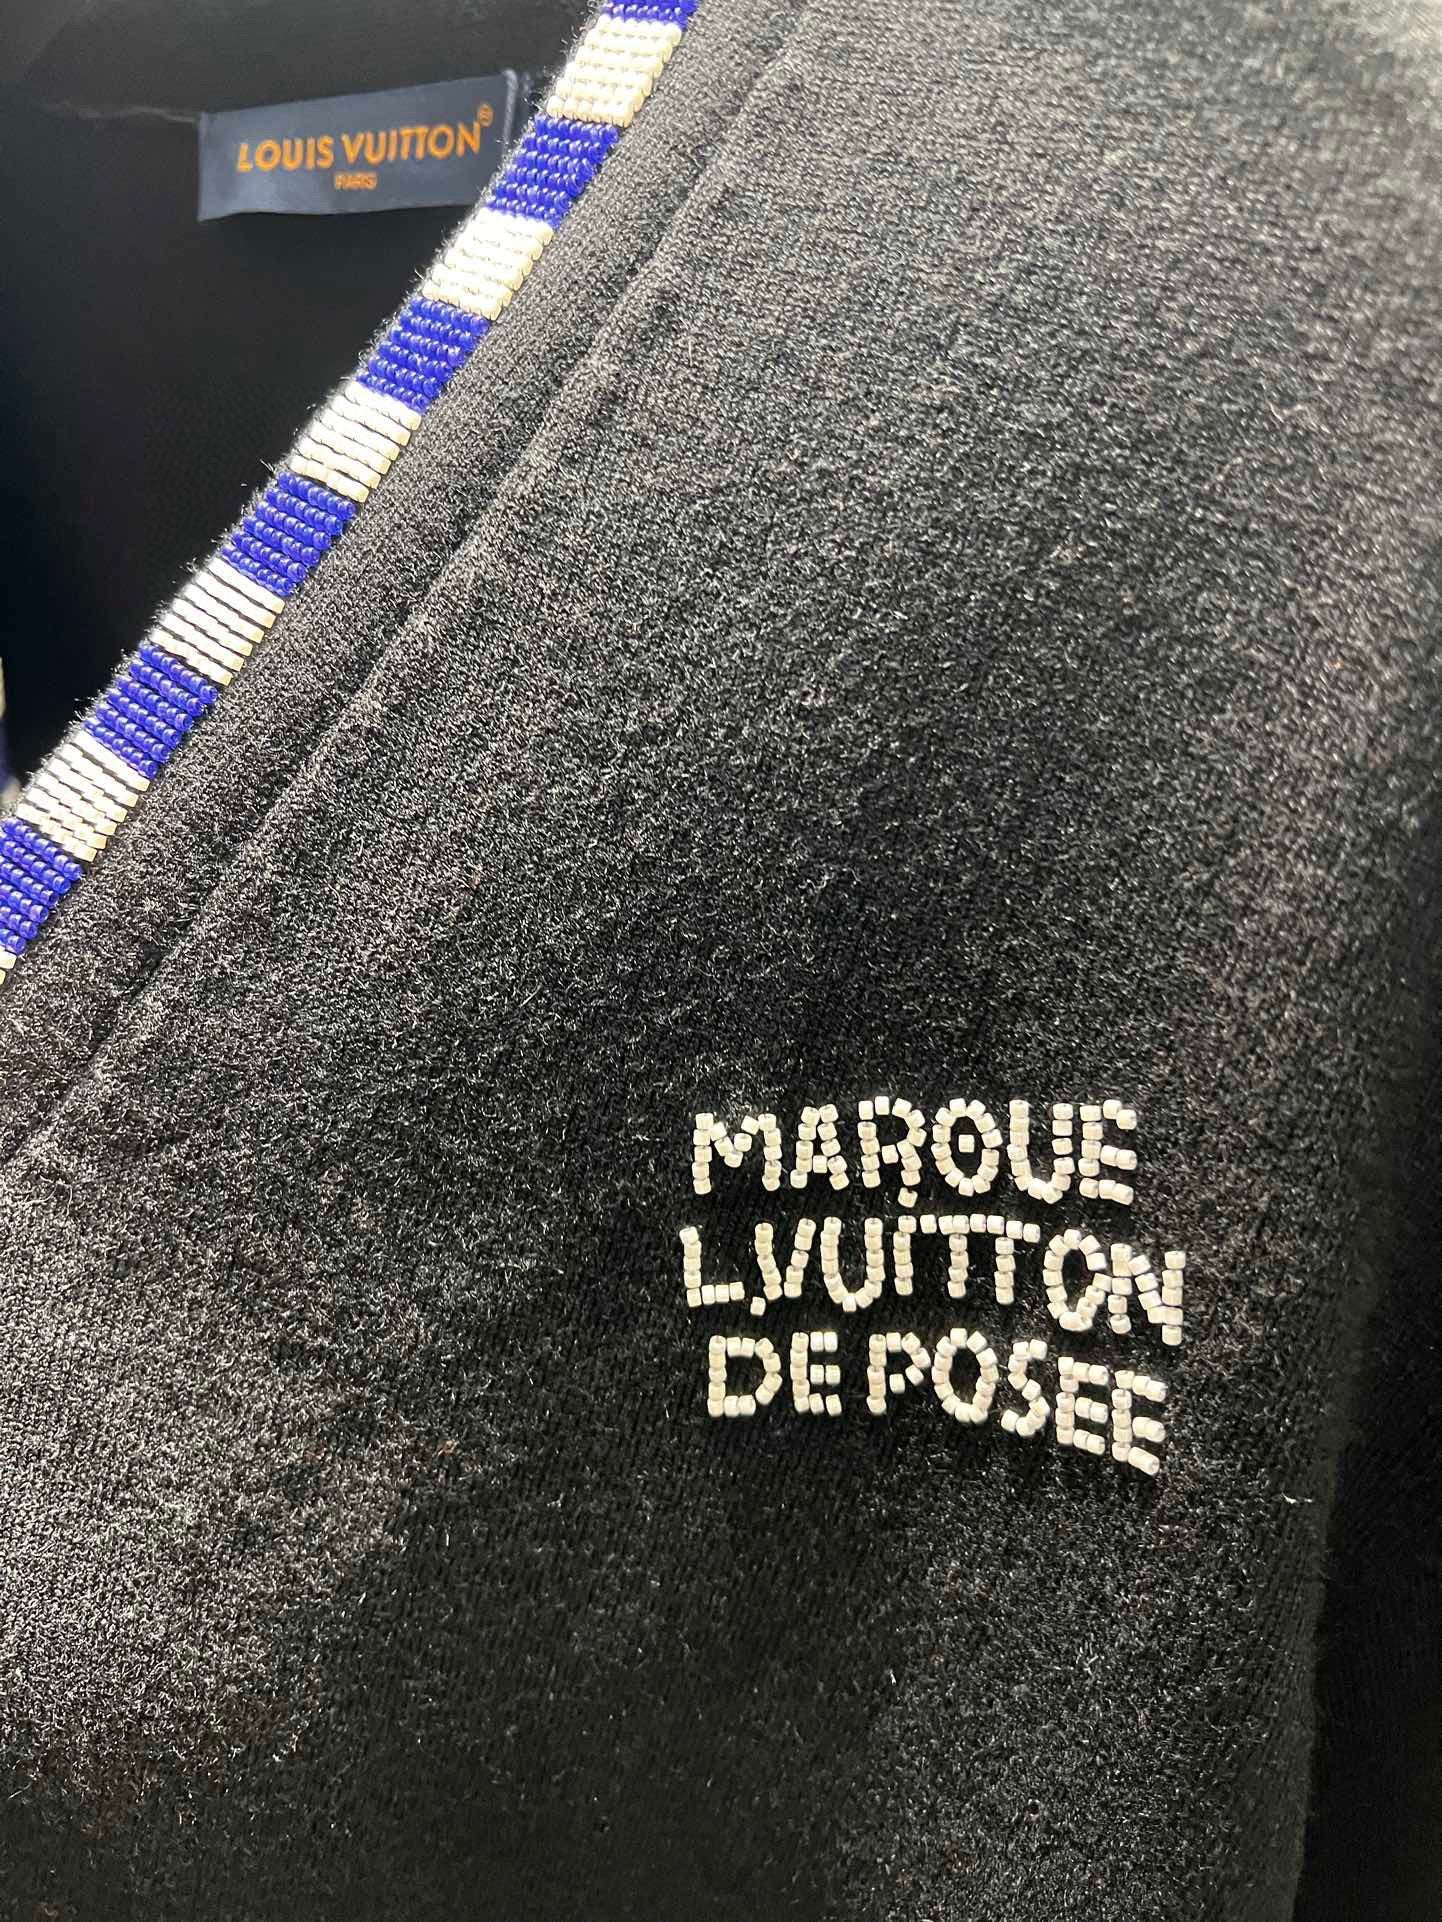 LOUIS VUITTON®
PARIS
MARQUE
L.VUITTON
DE POSEE